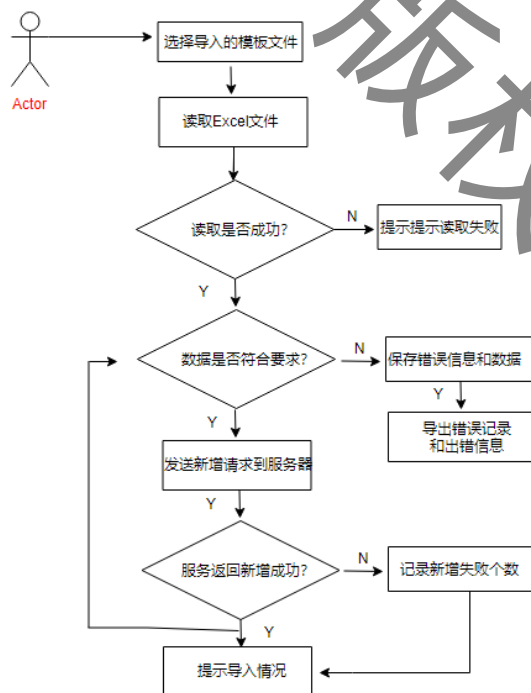 选择导入的模板文件
Actor
读取Excel文件
读取是否成功?
N
提示提示读取失败
Y
数据是否符合要求?
N
保存错误信息和数据
Y
Y
导出错误记录
和出错信息
发送新增请求到服务器
Y
服务返回新增成功?
N
记录新增失败个数
Y
提示导入情况
版权